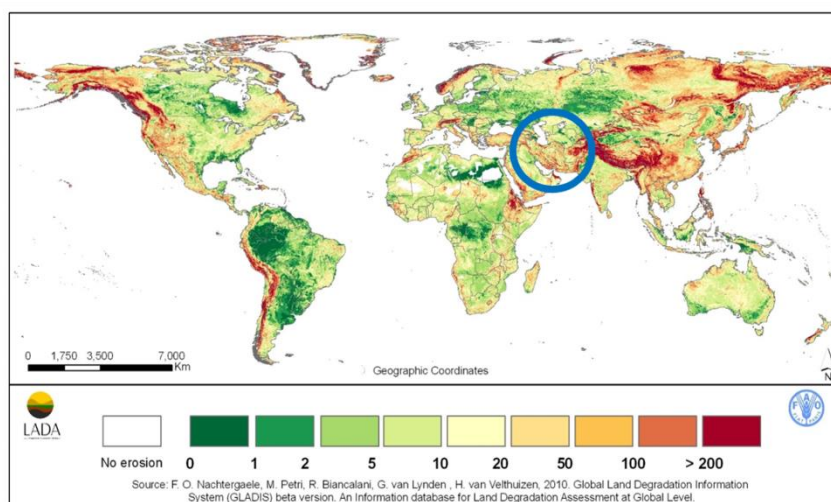 0 1,750 3,500 7,000
Km
Geographic Coordinates
N
LADA
FAO
No erosion 0 1 2 5 10 20 50 100 > 200
Source: F. O. Nachtergaele, M. Petri, R. Biancalani, G. van Lynden , H. van Velthuizen, 2010. Global Land Degradation Information
System (GLADIS) beta version. An Information database for Land Degradation Assessment at Global Level.